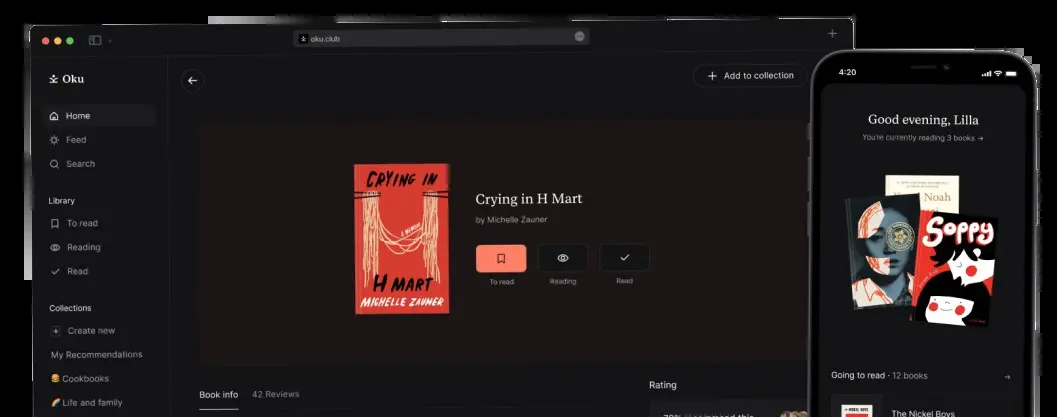 oku.club
Oku
Add to collection
Home
Feed
Search
Library
To read
Reading
Read
Collections
Create new
My Recommendations
Cookbooks
Life and family
CRYING IN
A MEMOIR
H MART
MICHELLE ZAUNER
Crying in H Mart
by Michelle Zauner
To read
Reading
Read
Book info
42 Reviews
Rating
4:20
Good evening, Lilla
You're currently reading 3 books →
Noah
Soppy
Going to read · 12 books →
The Nickel Boys